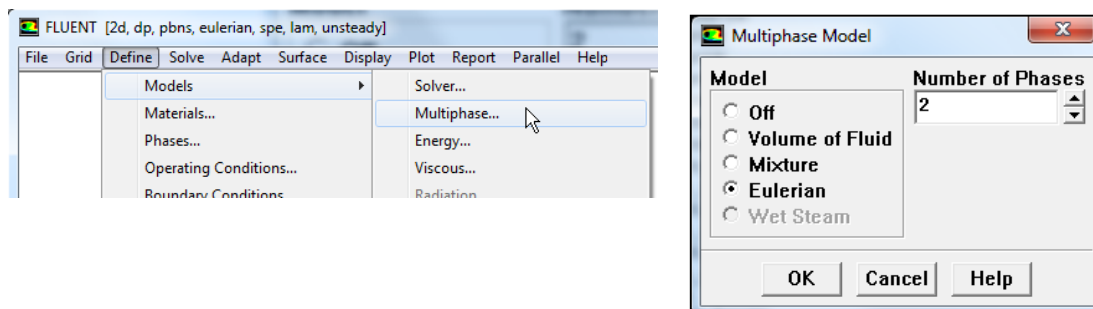 FLUENT [2d, dp, pbns, eulerian, spe, lam, unsteady]
File Grid Define Solve Adapt Surface Display Plot Report Parallel Help
Models
Materials...
Phases...
Operating Conditions...
Boundary Conditions
Solver...
Multiphase...
Energy...
Viscous...
Radiation
Multiphase Model
Model
Off
Volume of Fluid
Mixture
Eulerian
Wet Steam
Number of Phases
2
OK Cancel Help